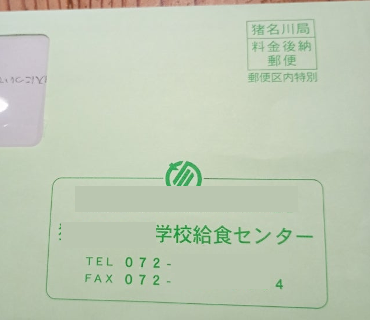 猪名川局
料金後納
郵便
郵便区内特別
学校給食センター
TEL 072-
FAX 072- 4